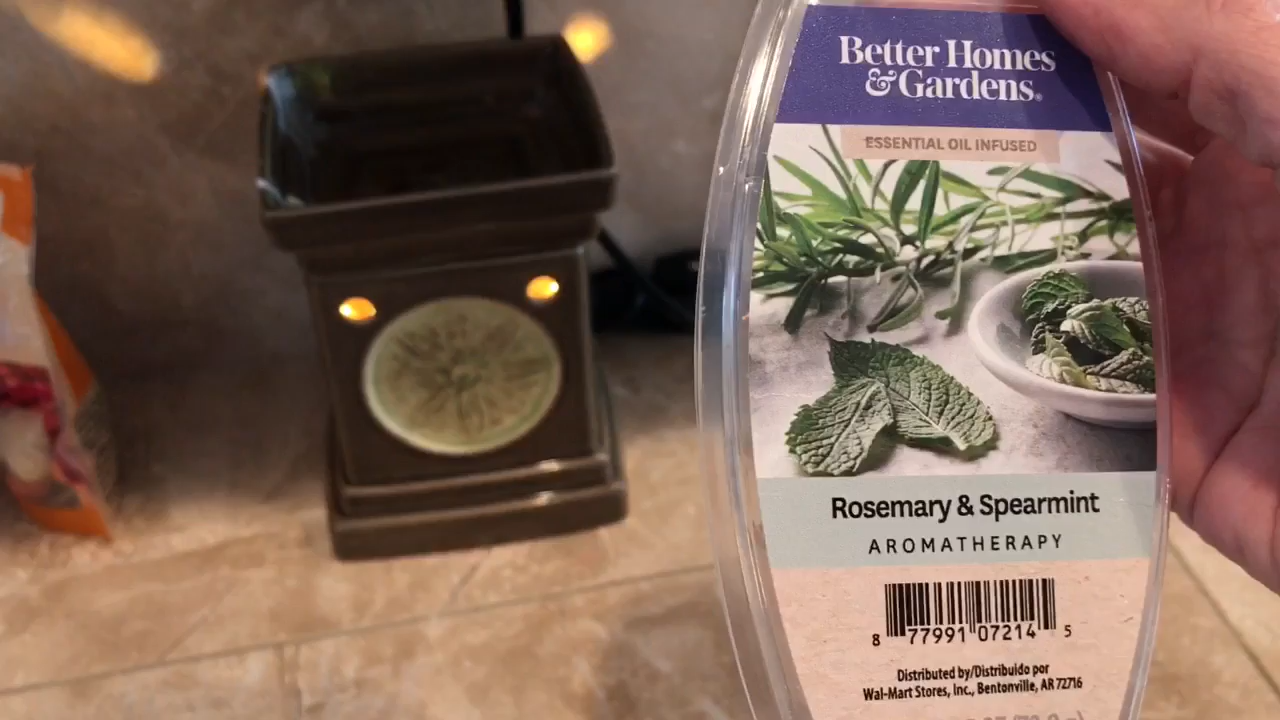 Better Homes
& Gardens®
ESSENTIAL OIL INFUSED
Rosemary & Spearmint
AROMATHERAPY
8 77991 07214 5
Distributed by/Distribuido por
Wal-Mart Stores, Inc., Bentonville, AR 72716